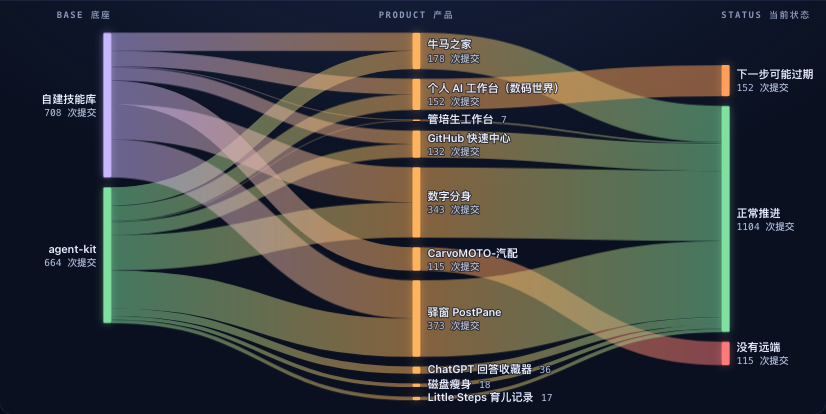 BASE 底座
PRODUCT 产品
STATUS 当前状态
自建技能库
708 次提交
agent-kit
664 次提交
牛马之家
178 次提交
个人 AI 工作台（数码世界）
152 次提交
管培生工作台 7
GitHub 快速中心
132 次提交
数字分身
343 次提交
CarvoMOTO-汽配
115 次提交
驿窗 PostPane
373 次提交
ChatGPT 回答收藏器 36
磁盘瘦身 18
Little Steps 育儿记录 17
下一步可能过期
152 次提交
正常推进
1104 次提交
没有远端
115 次提交